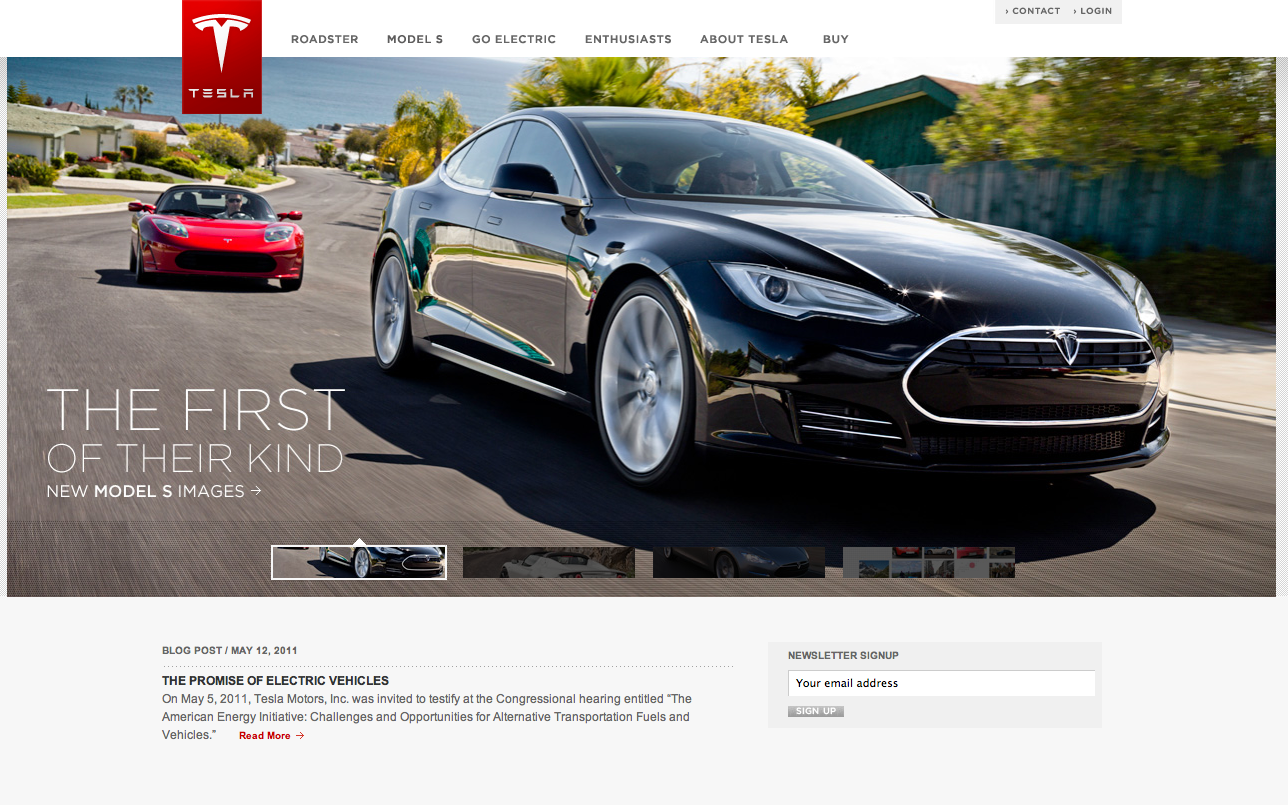 › CONTACT › LOGIN
TESLA
ROADSTER MODEL S GO ELECTRIC ENTHUSIASTS ABOUT TESLA BUY
THE FIRST
OF THEIR KIND
NEW MODEL S IMAGES →
BLOG POST / MAY 12, 2011
THE PROMISE OF ELECTRIC VEHICLES
On May 5, 2011, Tesla Motors, Inc. was invited to testify at the Congressional hearing entitled "The
American Energy Initiative: Challenges and Opportunities for Alternative Transportation Fuels and
Vehicles." Read More →
NEWSLETTER SIGNUP
Your email address
SIGN UP